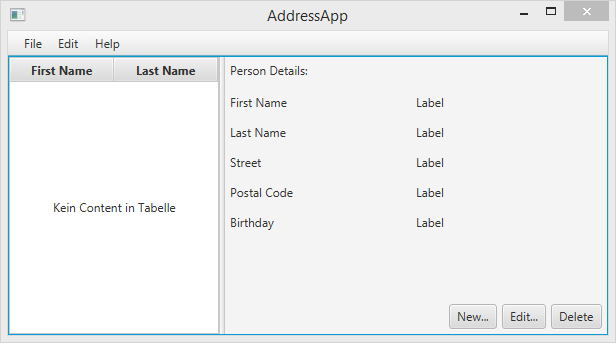 AddressApp
File Edit Help
First Name Last Name
Kein Content in Tabelle
Person Details:
First Name Label
Last Name Label
Street Label
Postal Code Label
Birthday Label
New... Edit... Delete